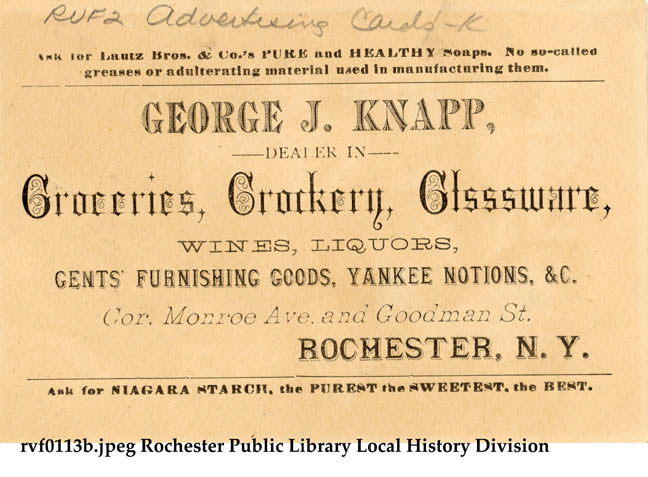 RVF2 Advertising Cards-K
Ask for Lautz Bros. & Co.'s PURE and HEALTHY Soaps. No so-called
greases or adulterating material used in manufacturing them.
GEORGE J. KNAPP,
—DEALER IN—
Groceries, Crockery, Glsssware,
WINES, LIQUORS,
GENTS' FURNISHING GOODS, YANKEE NOTIONS, &C.
Cor. Monroe Ave. and Goodman St.
ROCHESTER, N. Y.
Ask for NIAGARA STARCH, the PUREST the SWEETEST, the BEST.
rvf0113b.jpeg Rochester Public Library Local History Division